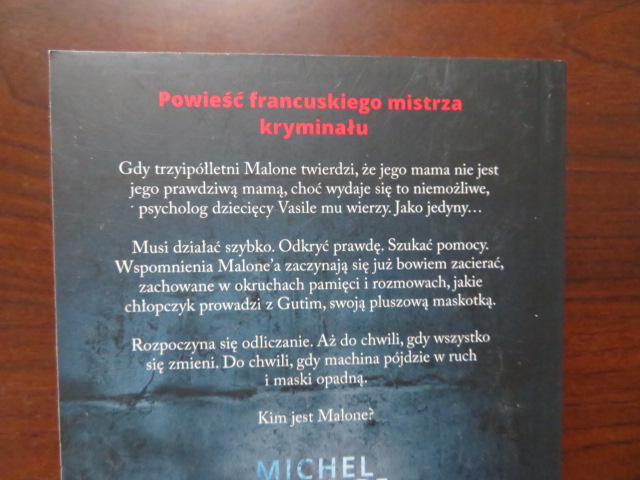 Powieść francuskiego mistrza
kryminału
Gdy trzyipółletni Malone twierdzi, że jego mama nie jest
jego prawdziwą mamą, choć wydaje się to niemożliwe,
psycholog dziecięcy Vasile mu wierzy. Jako jedyny…
Musi działać szybko. Odkryć prawdę. Szukać pomocy.
Wspomnienia Malone'a zaczynają się już bowiem zacierać,
zachowane w okruchach pamięci i rozmowach, jakie
chłopczyk prowadzi z Gutim, swoją pluszową maskotką.
Rozpoczyna się odliczanie. Aż do chwili, gdy wszystko
się zmieni. Do chwili, gdy machina pójdzie w ruch
i maski opadną.
Kim jest Malone?
MICHEL